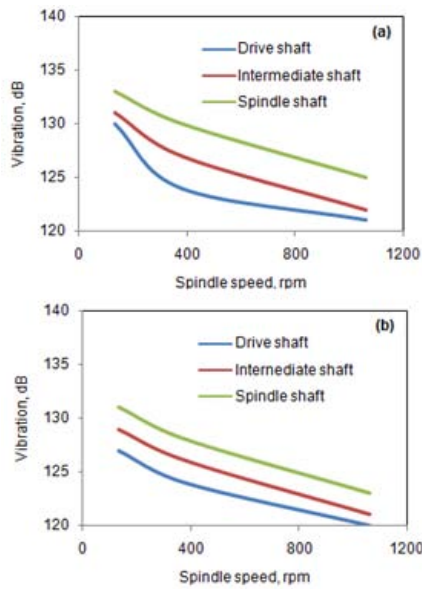 (a)
140
135
130
125
120
Vibration, dB
Drive shaft
Intermediate shaft
Spindle shaft
0 400 800 1200
Spindle speed, rpm
(b)
140
135
130
125
120
Vibration, dB
Drive shaft
Internediate shaft
Spindle shaft
0 400 800 1200
Spindle speed, rpm